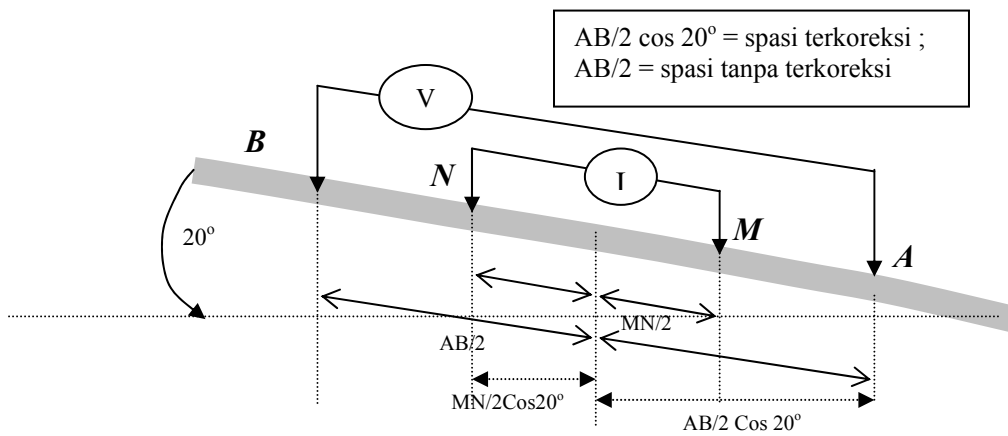 AB/2 cos 20° = spasi terkoreksi ;
AB/2 = spasi tanpa terkoreksi
V
B
N
I
M
A
20°
MN/2
AB/2
MN/2Cos20°
AB/2 Cos 20°